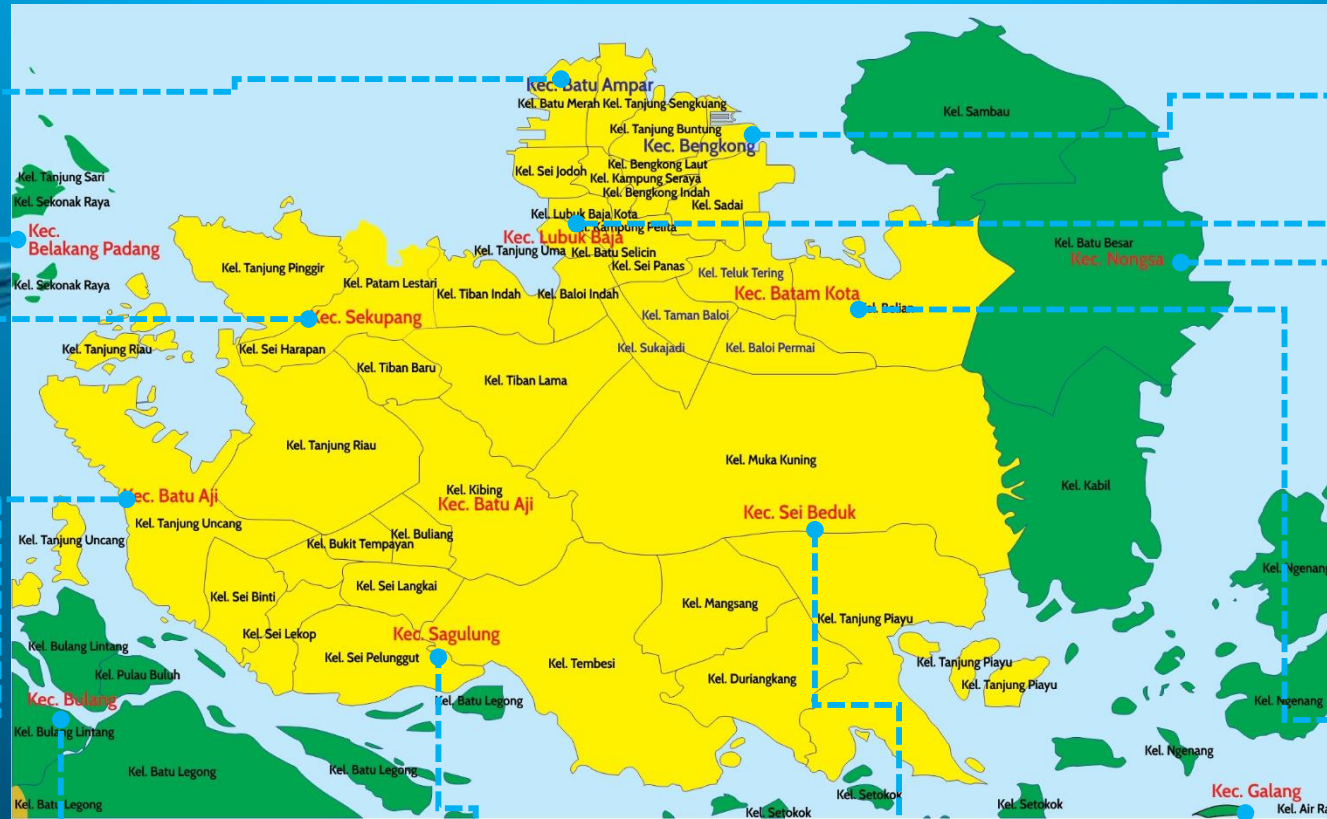 Kec. Batu Ampar
Kel. Batu Merah
Kel. Tanjung Sengkuang
Kel. Sambau
Kel. Tanjung Buntung
Kec. Bengkong
Kel. Sei Jodoh
Kel. Bengkong Laut
Kel. Kampung Seraya
Kel. Bengkong Indah
Kel. Sadai
Kel. Tanjung Sari
Kel. Sekonak Raya
Kec.
Belakang Padang
Kel. Sekonak Raya
Kel. Lubuk Baja Kota
Kel. Kampung Pelita
Kec. Lubuk Baja
Kel. Tanjung Uma
Kel. Batu Selicin
Kel. Sei Panas
Kel. Batu Besar
Kec. Nongsa
Kel. Tanjung Pinggir
Kel. Patam Lestari
Kel. Tiban Indah
Kel. Baloi Indah
Kel. Teluk Tering
Kec. Batam Kota
Kel. Belian
Kec. Sekupang
Kel. Taman Baloi
Kel. Tanjung Riau
Kel. Sei Harapan
Kel. Sukajadi
Kel. Baloi Permai
Kel. Tiban Baru
Kel. Tiban Lama
Kel. Tanjung Riau
Kel. Muka Kuning
Kel. Kabil
Kec. Batu Aji
Kel. Kibing
Kec. Batu Aji
Kec. Sei Beduk
Kel. Tanjung Uncang
Kel. Tanjung Uncang
Kel. Buliang
Kel. Bukit Tempayan
Kel. Ngenang
Kel. Sei Langkai
Kel. Sei Binti
Kel. Mangsang
Kel. Tanjung Piayu
Kel. Sei Lekop
Kec. Sagulung
Kel. Bulang Lintang
Kel. Sei Pelunggut
Kel. Tembesi
Kel. Tanjung Piayu
Kel. Pulau Buluh
Kel. Duriangkang
Kel. Tanjung Piayu
Kec. Bulang
Kel. Batu Legong
Kel. Ngenang
Kel. Bulang Lintang
Kel. Ngenang
Kel. Batu Legong
Kel. Batu Legong
Kec. Galang
Kel. Setokok
Kel. Batu Legong
Kel. Setokok
Kel. Setokok
Kel. Air